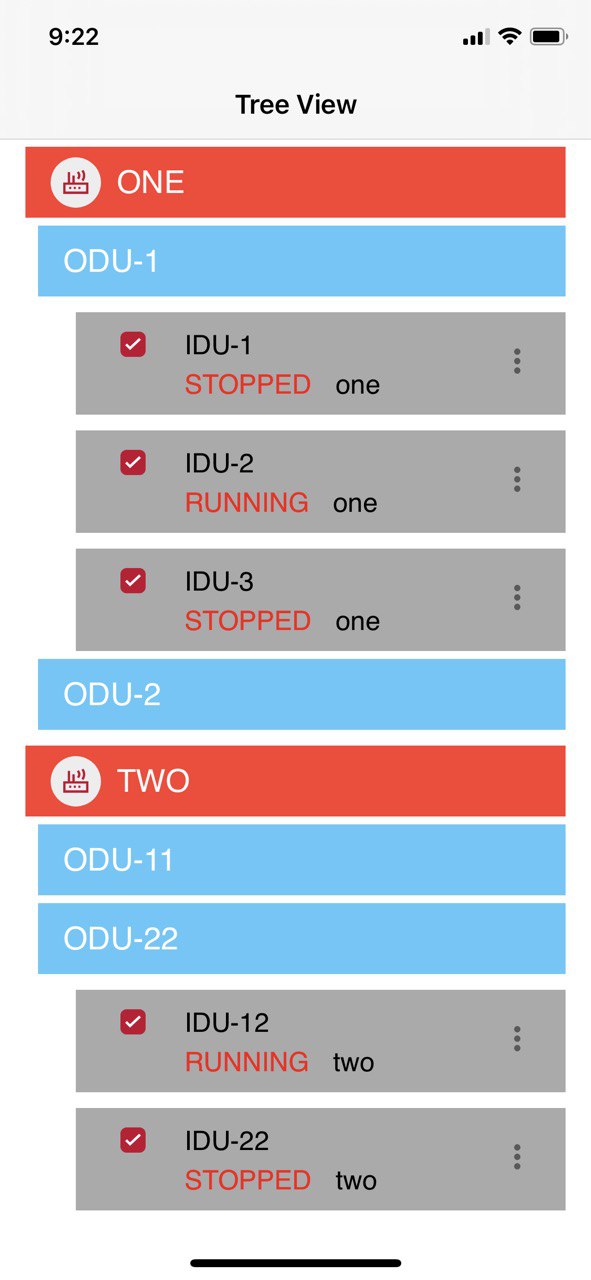 9:22
Tree View
ONE
ODU-1
IDU-1
STOPPED one
IDU-2
RUNNING one
IDU-3
STOPPED one
ODU-2
TWO
ODU-11
ODU-22
IDU-12
RUNNING two
IDU-22
STOPPED two